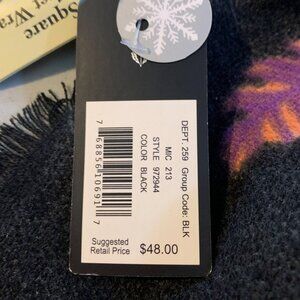 Square
DEPT. 259 Group Code: BLK
MIC 213
STYLE 972944
COLOR BLACK
7 68856 10691 7
Suggested
Retail Price
$48.00